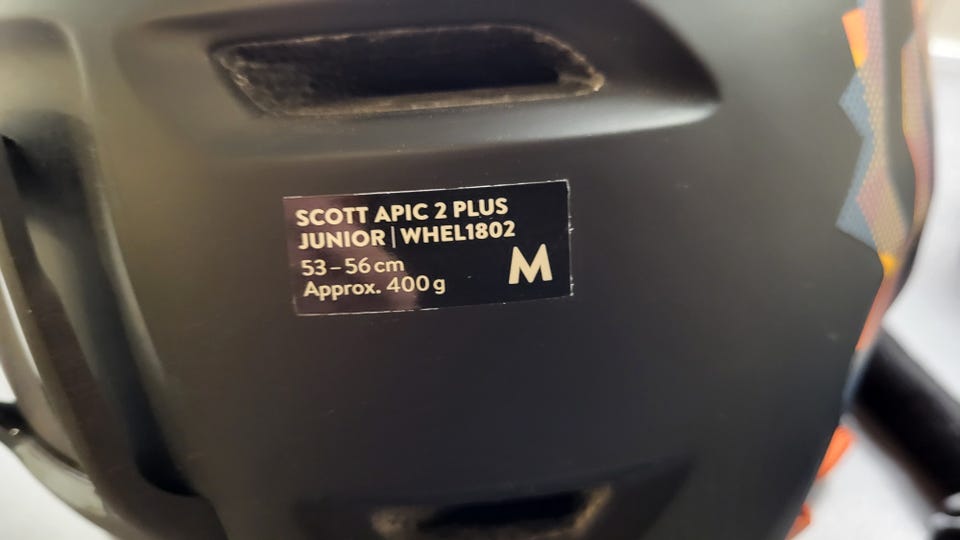 SCOTT APIC 2 PLUS
JUNIOR | WHEL1802
53–56 cm
Approx. 400 g
M